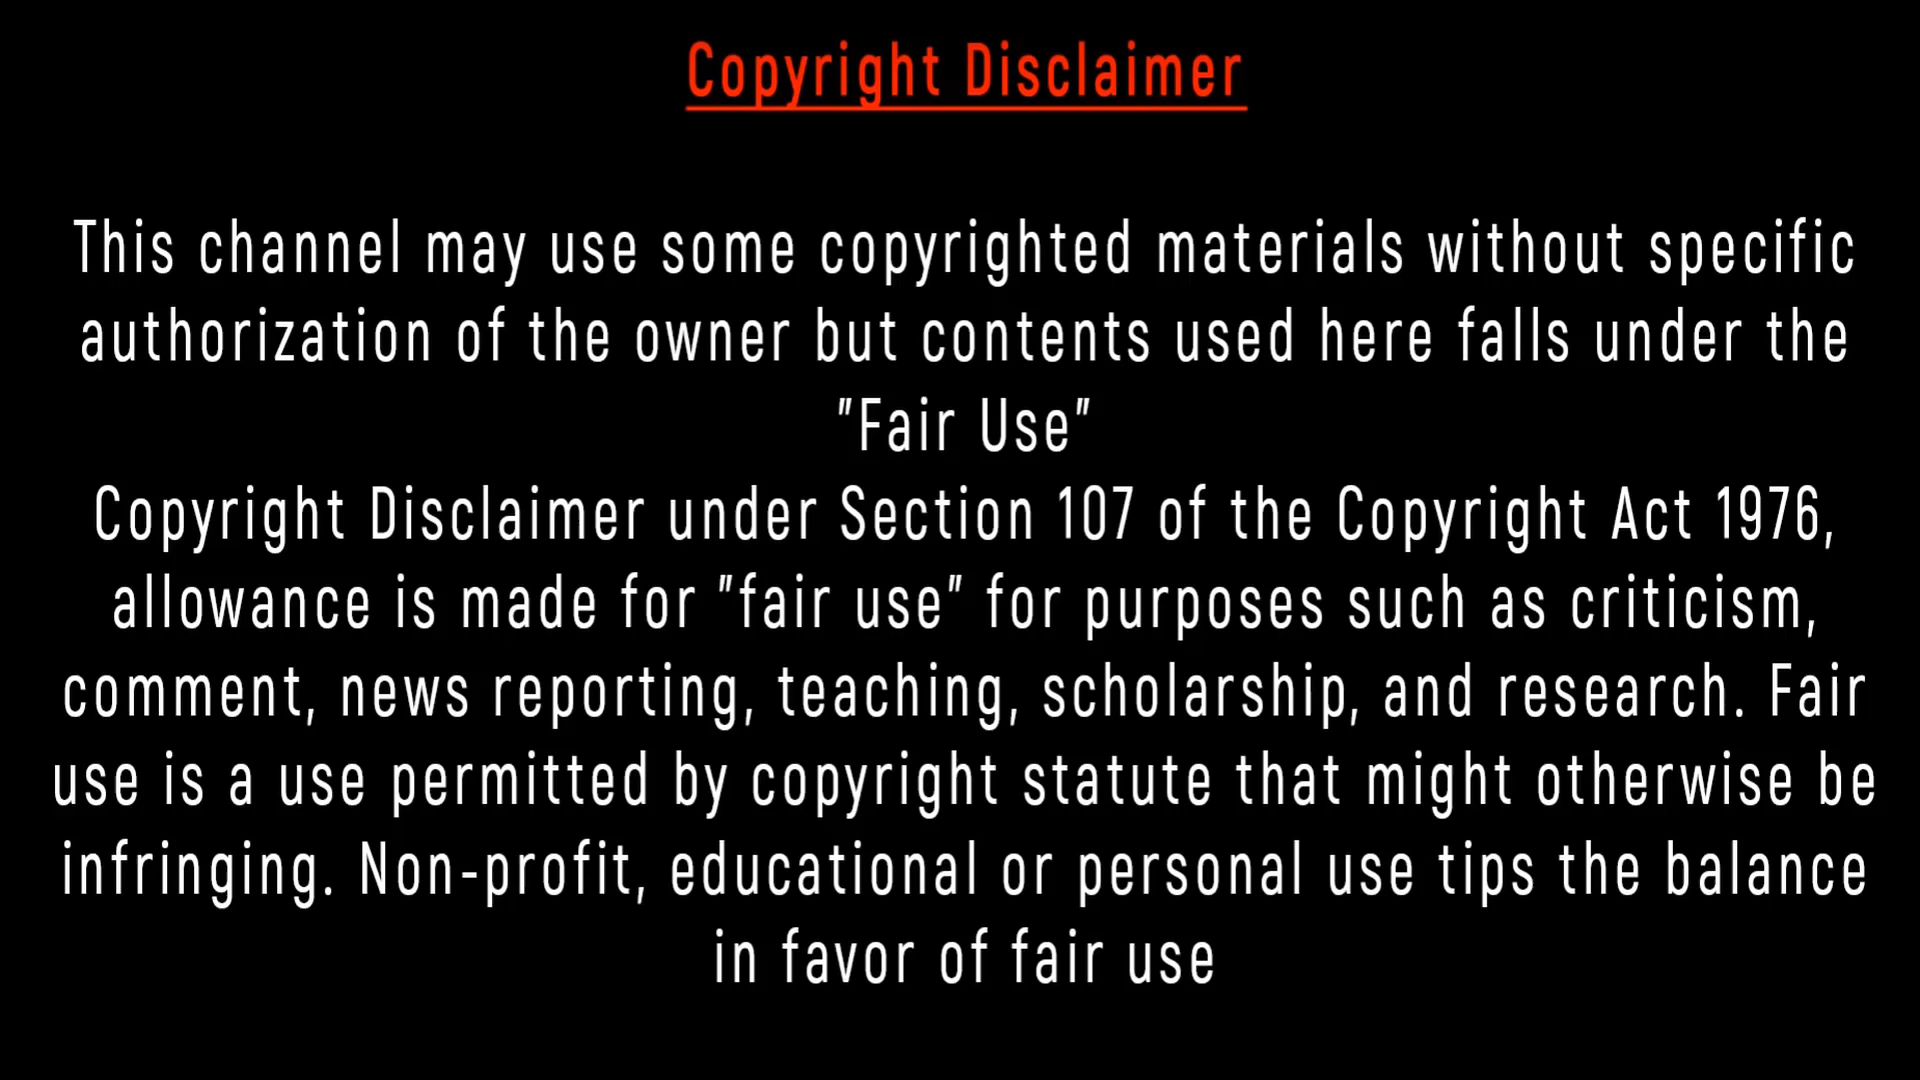 Copyright Disclaimer
This channel may use some copyrighted materials without specific
authorization of the owner but contents used here falls under the
"Fair Use"
Copyright Disclaimer under Section 107 of the Copyright Act 1976,
allowance is made for "fair use" for purposes such as criticism,
comment, news reporting, teaching, scholarship, and research. Fair
use is a use permitted by copyright statute that might otherwise be
infringing. Non-profit, educational or personal use tips the balance
in favor of fair use